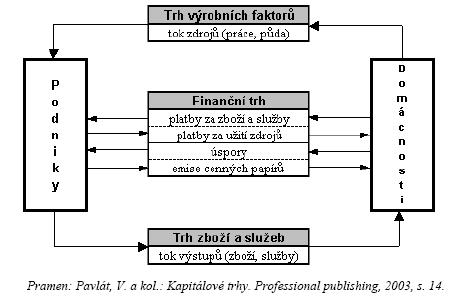 Trh výrobních faktorů
tok zdrojů (práce, půda)
Podniky
Domácnosti
Finanční trh
platby za zboží a služby
platby za užití zdrojů
úspory
emise cenných papírů
Trh zboží a služeb
tok výstupů (zboží, služby)
Pramen: Pavlát, V. a kol.: Kapitálové trhy. Professional publishing, 2003, s. 14.